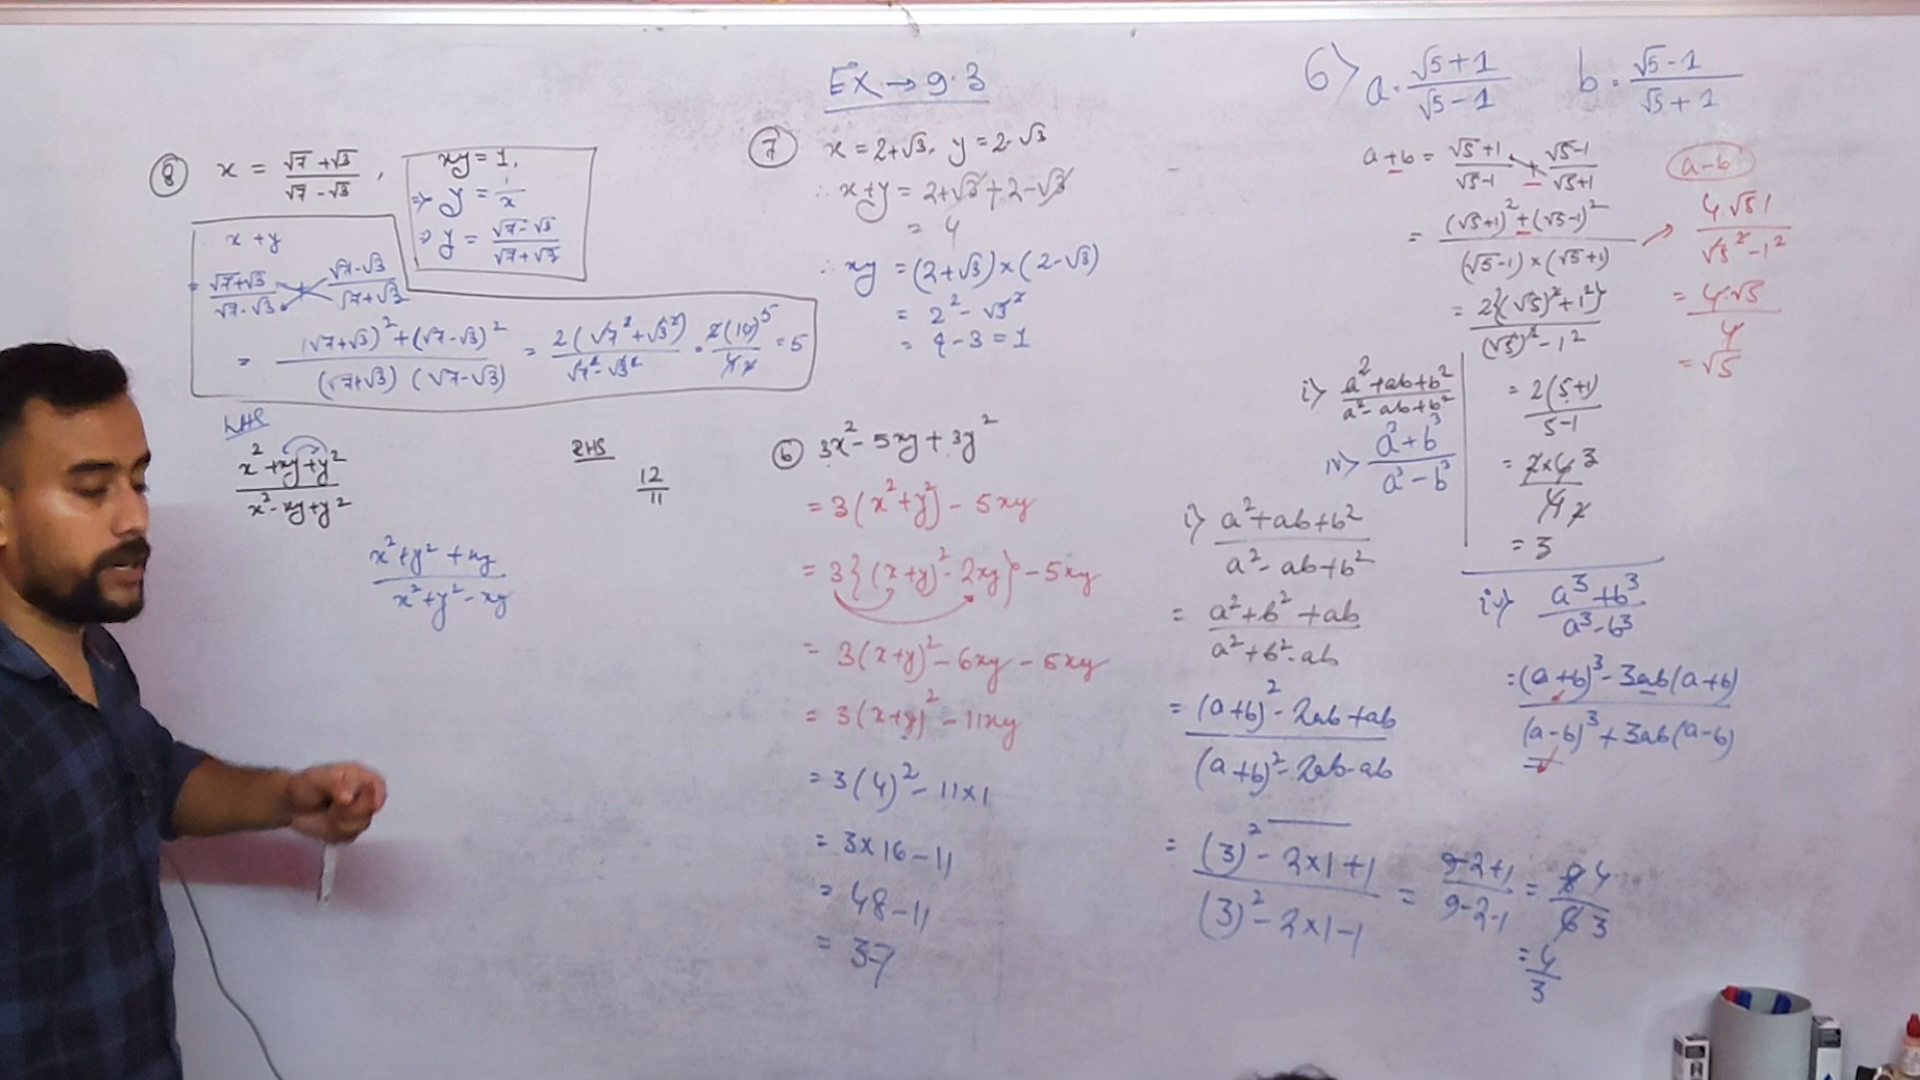 EX → 9.3
⑧ x = (√7+√3)/(√7-√3),
xy = 1,
⇒ y = 1/x
⇒ y = (√7-√3)/(√7+√3)
x + y
= (√7+√3)/(√7-√3) + (√7-√3)/(√7+√3)
= ((√7+√3)²+(√7-√3)²)/((√7+√3)(√7-√3)) = 2(√7²+√3²)/(√7²-√3²) = 2(10)5/4 2 = 5
LHS
(x²+xy+y²)/(x²-xy+y²)
RHS
12/11
(x²+y²+xy)/(x²+y²-xy)
⑦ x = 2+√3, y = 2-√3
∴ x+y = 2+√3+2-√3
= 4
∴ xy = (2+√3)×(2-√3)
= 2²-√3²
= 4-3 = 1
ⓑ 3x²-5xy+3y²
= 3(x²+y²)-5xy
= 3{(x+y)²-2xy}-5xy
= 3(x+y)²-6xy-5xy
= 3(x+y)²-11xy
= 3(4)²-11×1
= 3×16-11
= 48-11
= 37
6) a = (√5+1)/(√5-1) b = (√5-1)/(√5+1)
a+b = (√5+1)/(√5-1) + (√5-1)/(√5+1)
= ((√5+1)²+(√5-1)²)/((√5-1)×(√5+1))
= 2{(√5)²+1²}/((√5)²-1²)
= 2(5+1)/(5-1)
= 2×6 3/4 2
= 3
a-b
4.√5 1/(√5²-1²)
= 4.√5/4
= √5
i) (a²+ab+b²)/(a²-ab+b²)
iv) (a³+b³)/(a³-b³)
i) (a²+ab+b²)/(a²-ab+b²)
= (a²+b²+ab)/(a²+b²-ab)
= ((a+b)²-2ab+ab)/((a+b)²-2ab-ab)
= ((3)²-2×1+1)/((3)²-2×1-1) = (9-2+1)/(9-2-1) = 8 4/6 3
= 4/3
iv) (a³+b³)/(a³-b³)
= ((a+b)³-3ab(a+b))/((a-b)³+3ab(a-b))